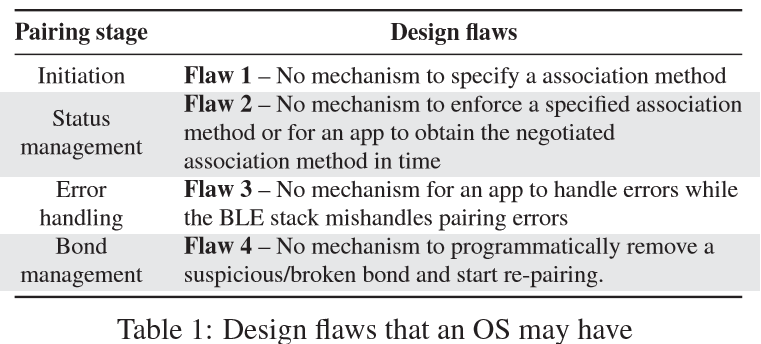 Pairing stage Design flaws
Initiation Flaw 1 – No mechanism to specify a association method
Status management Flaw 2 – No mechanism to enforce a specified association
method or for an app to obtain the negotiated
association method in time
Error handling Flaw 3 – No mechanism for an app to handle errors while
the BLE stack mishandles pairing errors
Bond management Flaw 4 – No mechanism to programmatically remove a
suspicious/broken bond and start re-pairing.
Table 1: Design flaws that an OS may have